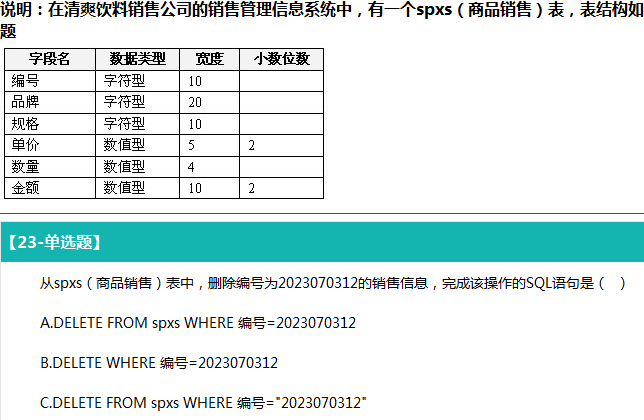 说明：在清爽饮料销售公司的销售管理信息系统中，有一个spxs（商品销售）表，表结构如
题
字段名 数据类型 宽度 小数位数
编号 字符型 10
品牌 字符型 20
规格 字符型 10
单价 数值型 5 2
数量 数值型 4
金额 数值型 10 2
【23-单选题】
从spxs（商品销售）表中，删除编号为2023070312的销售信息，完成该操作的SQL语句是（ ）
A.DELETE FROM spxs WHERE 编号=2023070312
B.DELETE WHERE 编号=2023070312
C.DELETE FROM spxs WHERE 编号="2023070312"